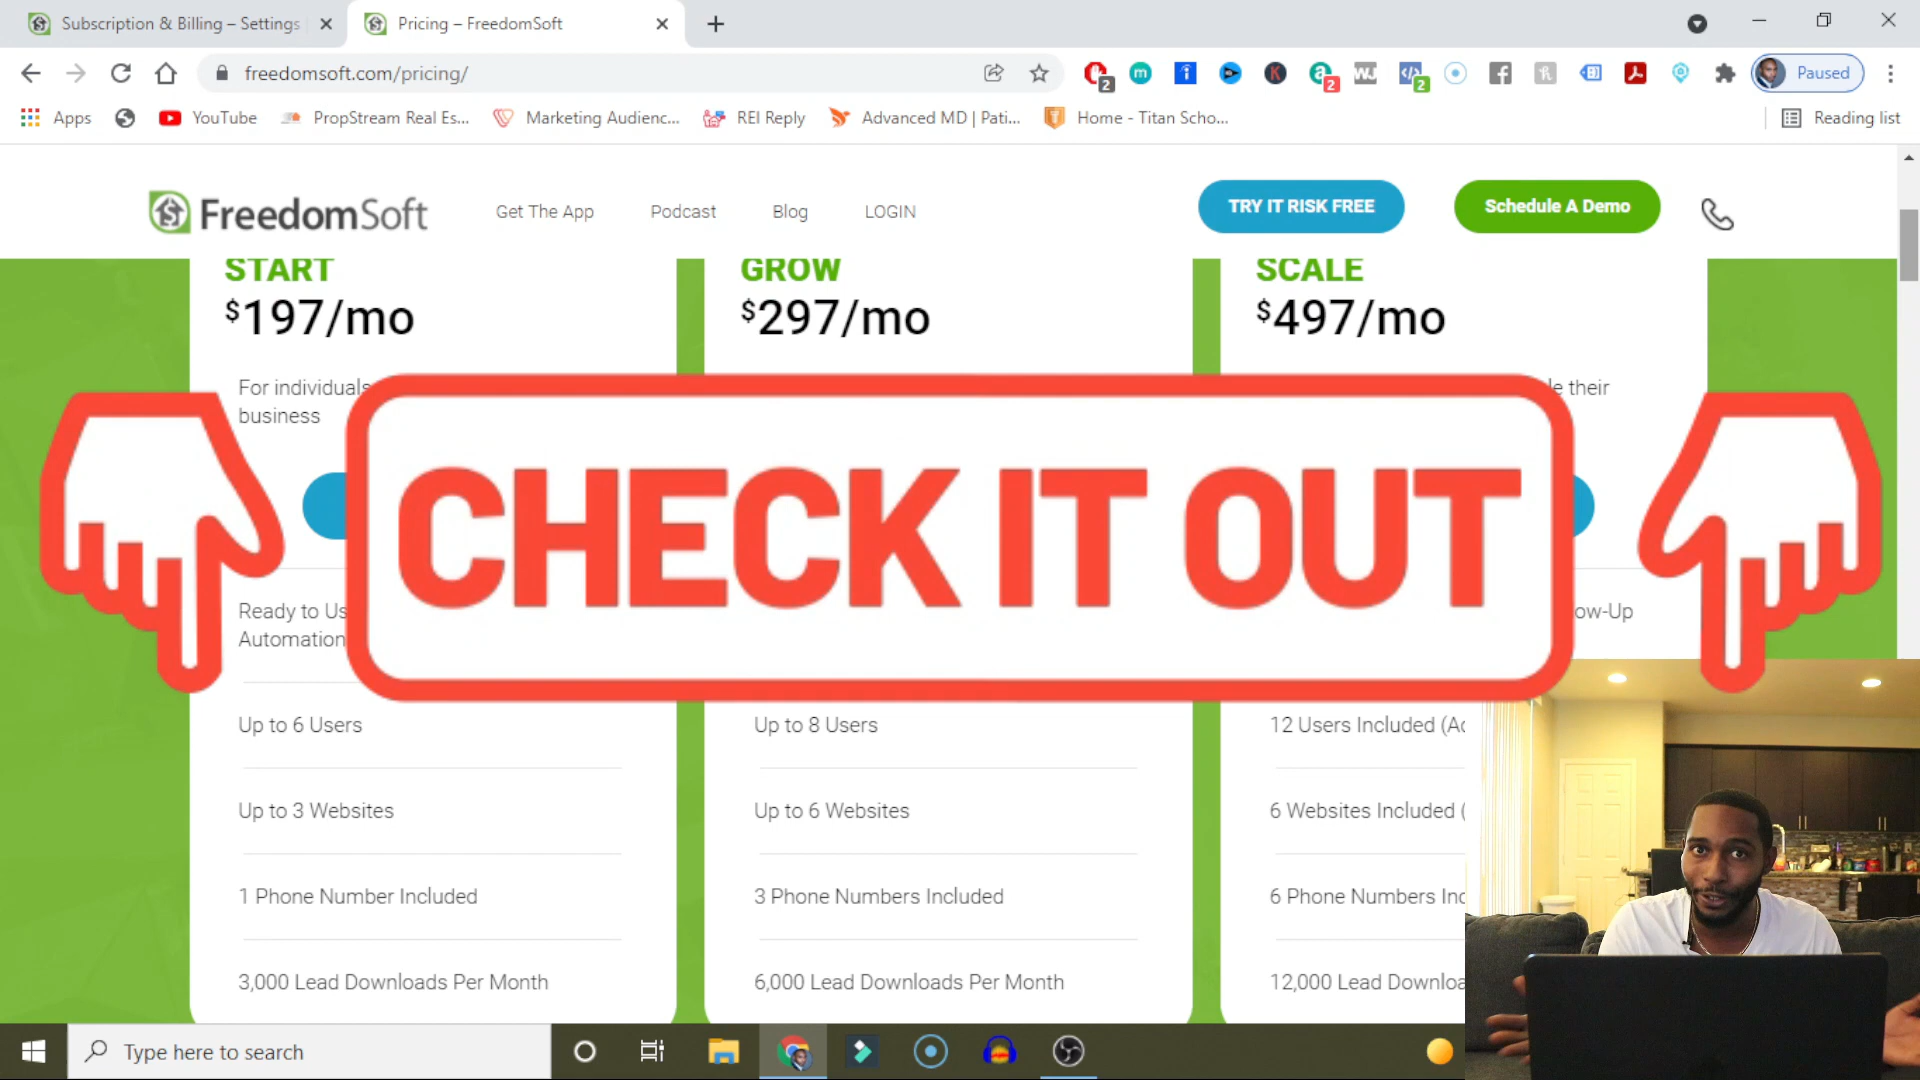 Subscription & Billing – Settings
Pricing – FreedomSoft
freedomsoft.com/pricing/
2
m
K
a
2
WJ
2
Paused
Apps
YouTube
PropStream Real Es...
Marketing Audienc...
REI Reply
Advanced MD | Pati...
Home - Titan Scho...
Reading list
FreedomSoft
Get The App
Podcast
Blog
LOGIN
TRY IT RISK FREE
Schedule A Demo
START
$197/mo
For individuals
business
Ready to Us
Automation
Up to 6 Users
Up to 3 Websites
1 Phone Number Included
3,000 Lead Downloads Per Month
GROW
$297/mo
Up to 8 Users
Up to 6 Websites
3 Phone Numbers Included
6,000 Lead Downloads Per Month
SCALE
$497/mo
e their
ow-Up
12 Users Included (Ad
6 Websites Included (
6 Phone Numbers Inc
12,000 Lead Downloa
CHECK IT OUT
Type here to search